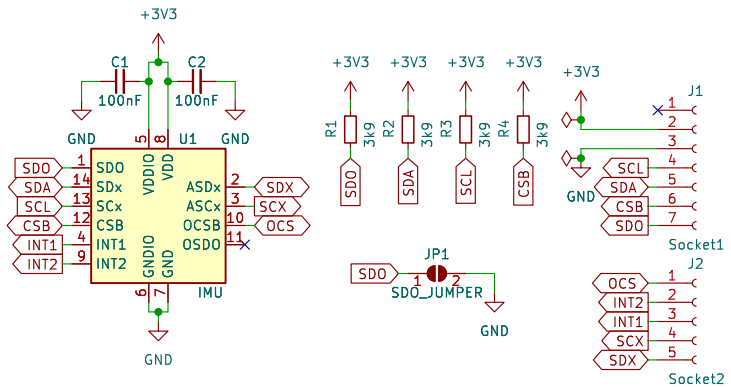 +3V3
C1
C2
100nF
100nF
GND
GND
5
8
U1
VDDIO
VDD
SDO
1
SDO
SDA
14
SDx
SCL
13
SCx
CSB
12
CSB
INT1
4
INT1
INT2
9
INT2
ASDx
2
SDX
ASCx
3
SCX
OCSB
10
OCS
OSDO
11
GNDIO
GND
6
7
IMU
GND
+3V3
+3V3
+3V3
+3V3
R1
3k9
R2
3k9
R3
3k9
R4
3k9
SDO
SDA
SCL
CSB
JP1
SDO
1
2
SDO_JUMPER
GND
+3V3
J1
1
2
3
GND
SCL
4
SDA
5
CSB
6
SDO
7
Socket1
J2
OCS
1
INT2
2
INT1
3
SCX
4
SDX
5
Socket2